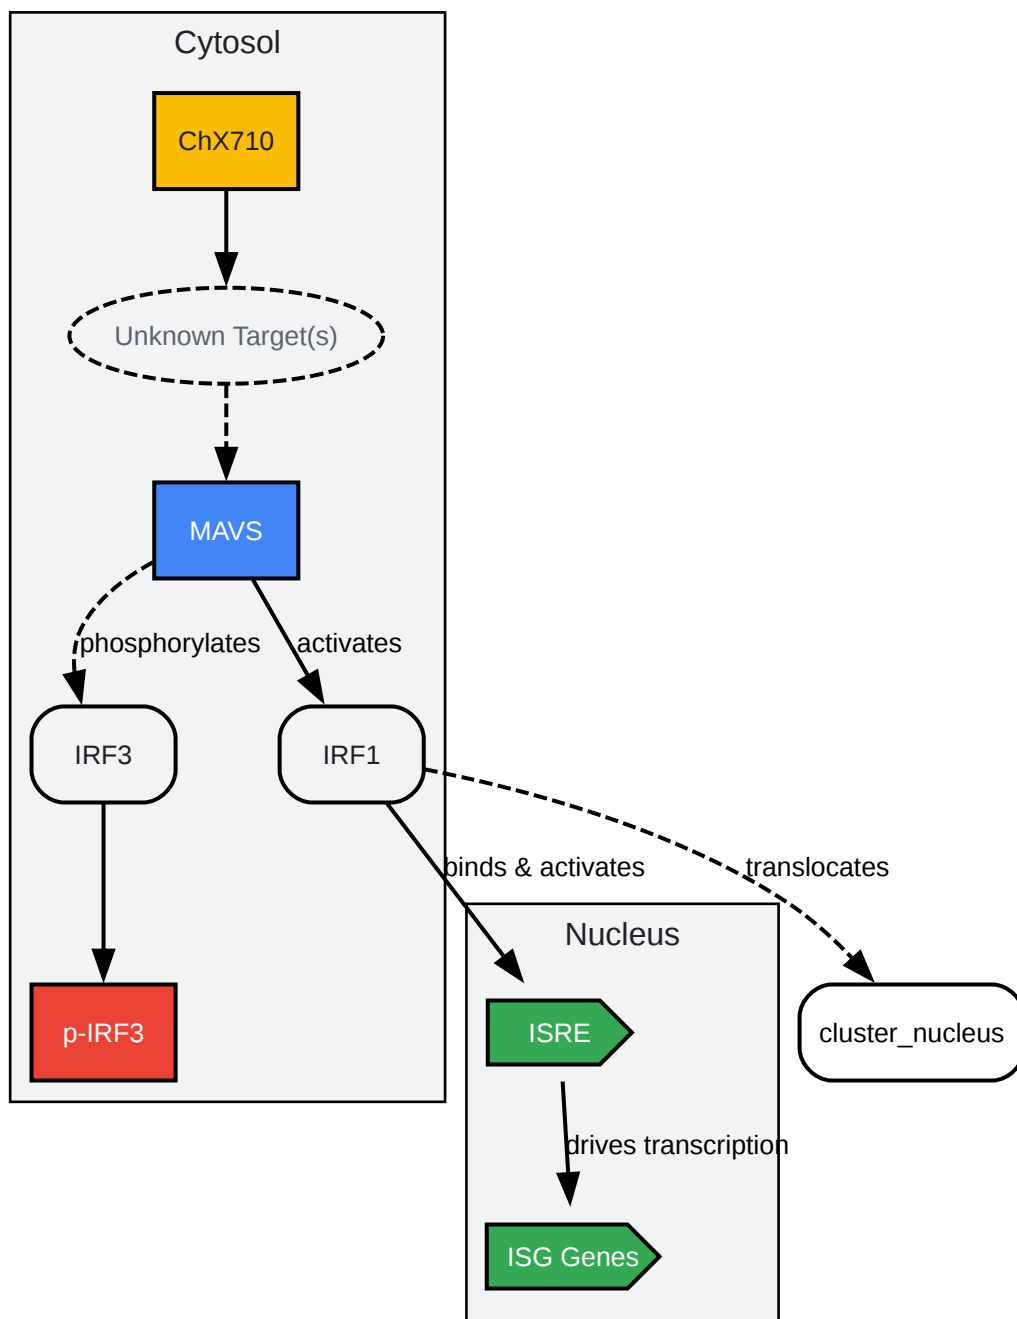 Cytosol
ChX710
Unknown Target(s)
MAVS
phosphorylates
activates
IRF3
IRF1
binds & activates
translocates
Nucleus
p-IRF3
ISRE
cluster_nucleus
drives transcription
ISG Genes